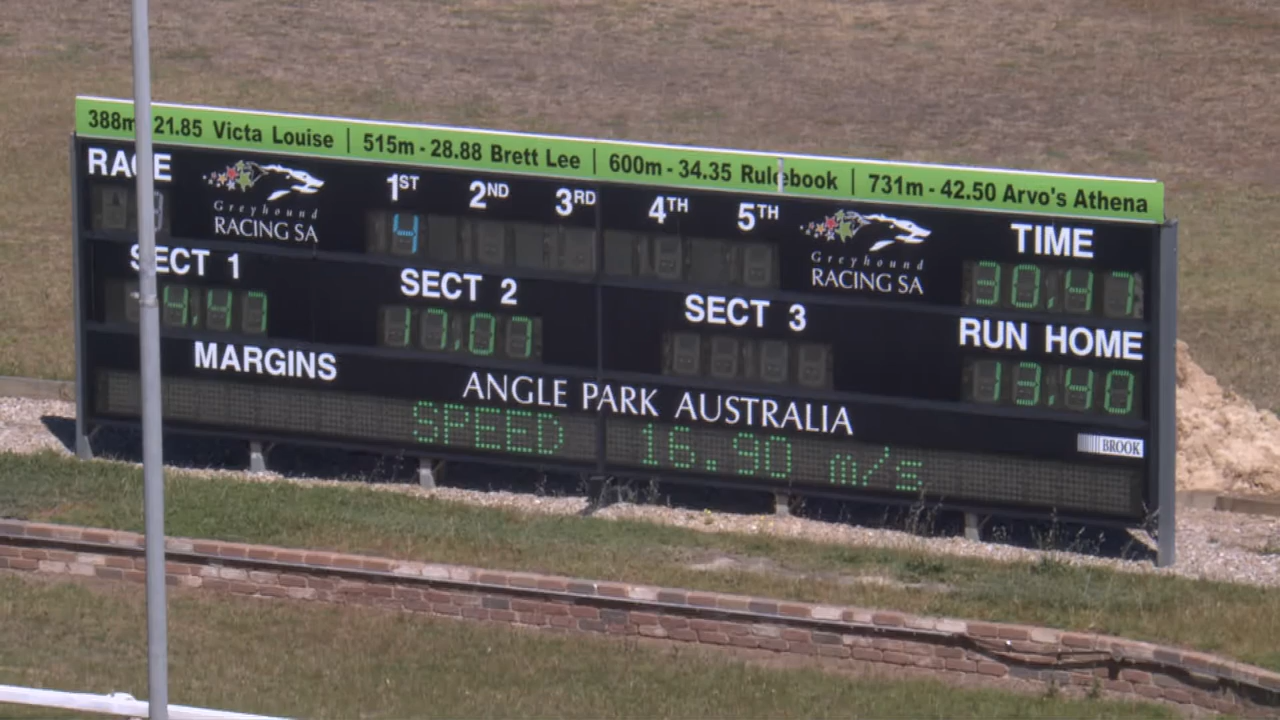 388m 21.85 Victa Louise | 515m - 28.88 Brett Lee | 600m - 34.35 Rulebook | 731m - 42.50 Arvo's Athena
RACE
Greyhound
RACING SA
1ST 2ND 3RD 4TH 5TH
4
Greyhound
RACING SA
TIME
30.47
SECT 1
4.47
SECT 2
17.07
SECT 3
RUN HOME
13.40
MARGINS
ANGLE PARK AUSTRALIA
BROOK
SPEED 16.90 m/s